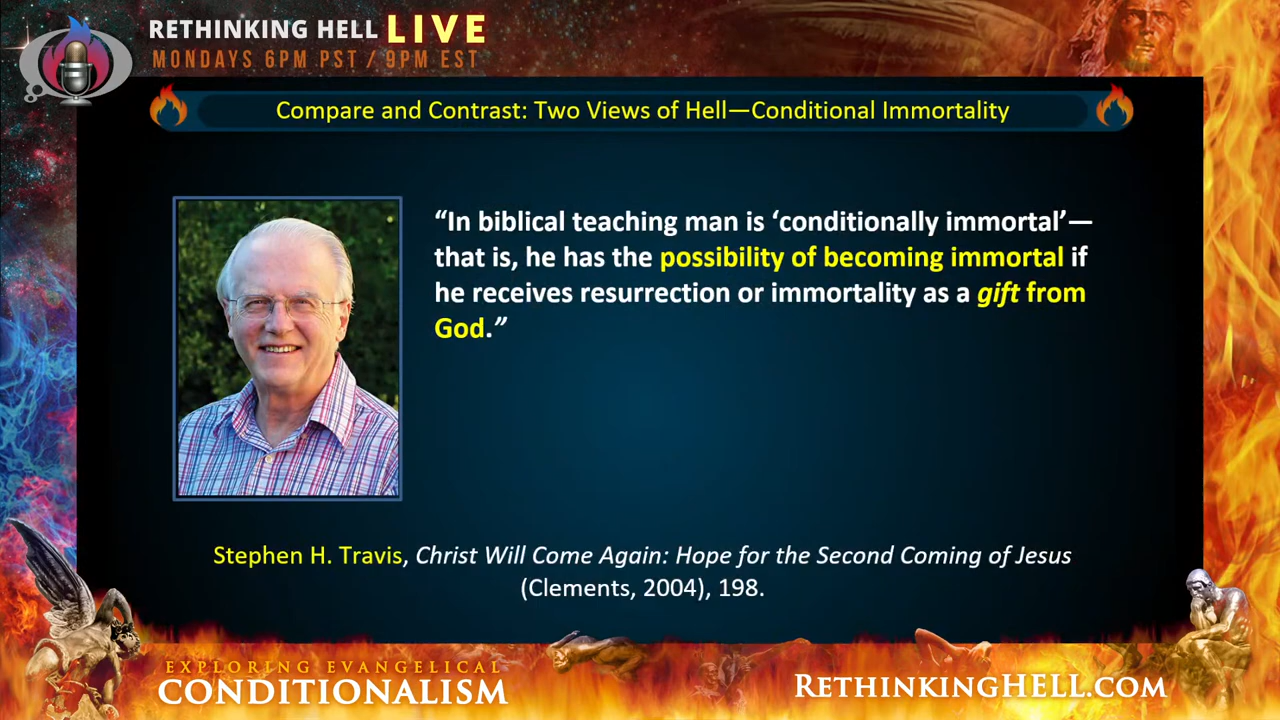 RETHINKING HELL LIVE
MONDAYS 6PM PST / 9PM EST
Compare and Contrast: Two Views of Hell—Conditional Immortality
“In biblical teaching man is ‘conditionally immortal’—
that is, he has the possibility of becoming immortal if
he receives resurrection or immortality as a gift from
God.”
Stephen H. Travis, Christ Will Come Again: Hope for the Second Coming of Jesus
(Clements, 2004), 198.
EXPLORING EVANGELICAL
CONDITIONALISM
RETHINKINGHELL.COM